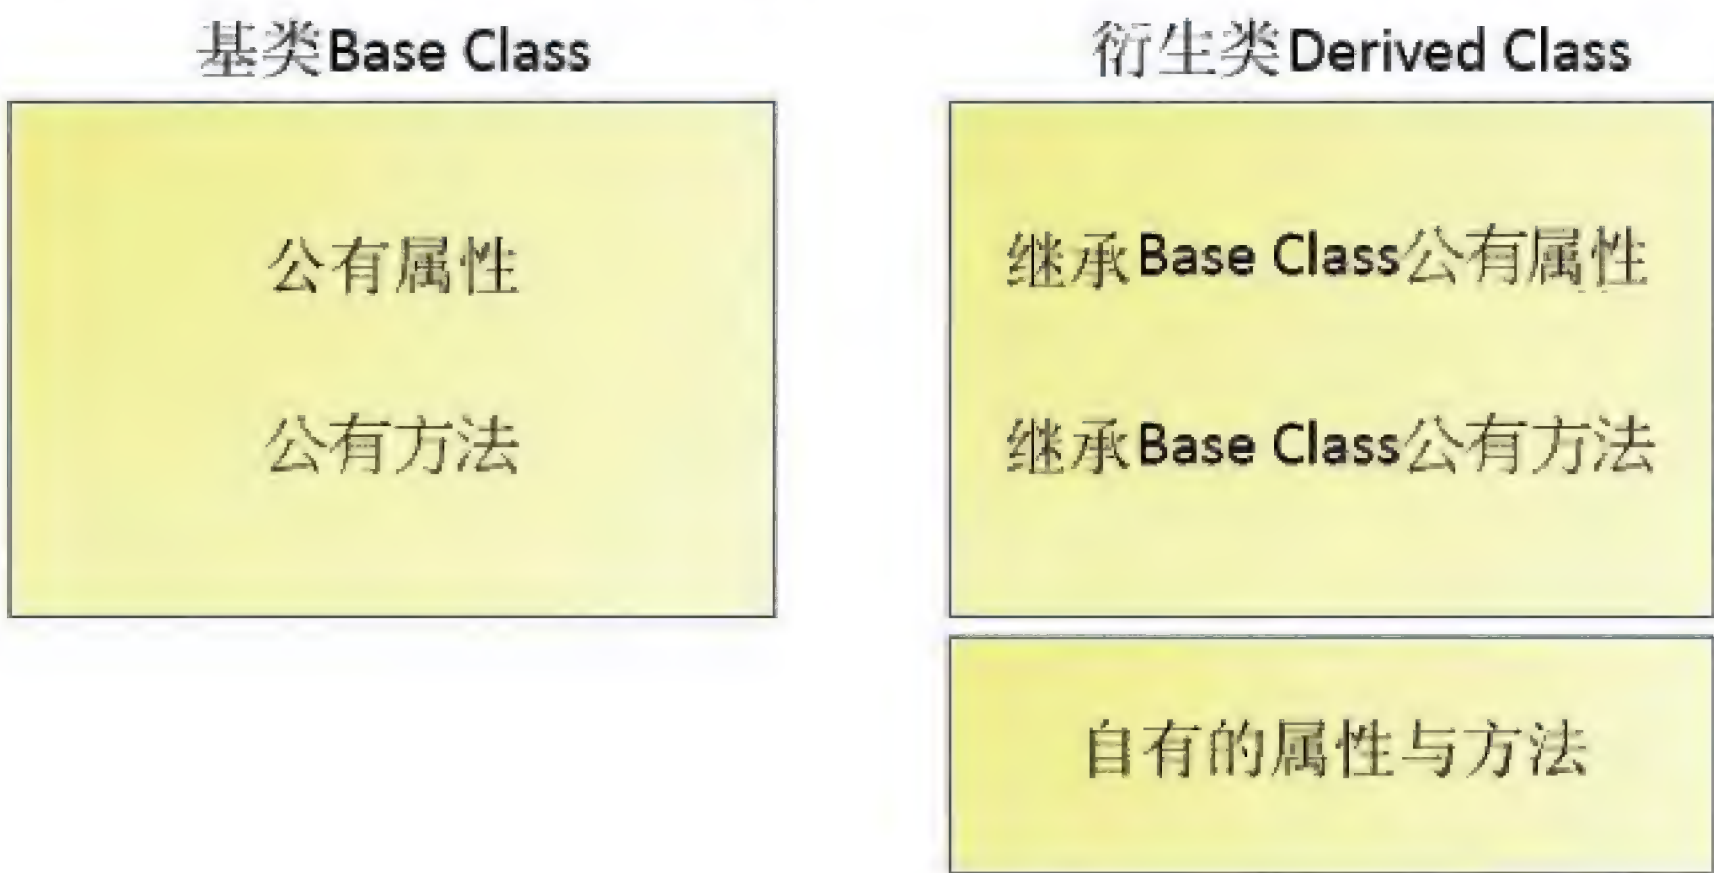 基类Base Class
公有属性
公有方法
衍生类Derived Class
继承Base Class公有属性
继承Base Class公有方法
自有的属性与方法